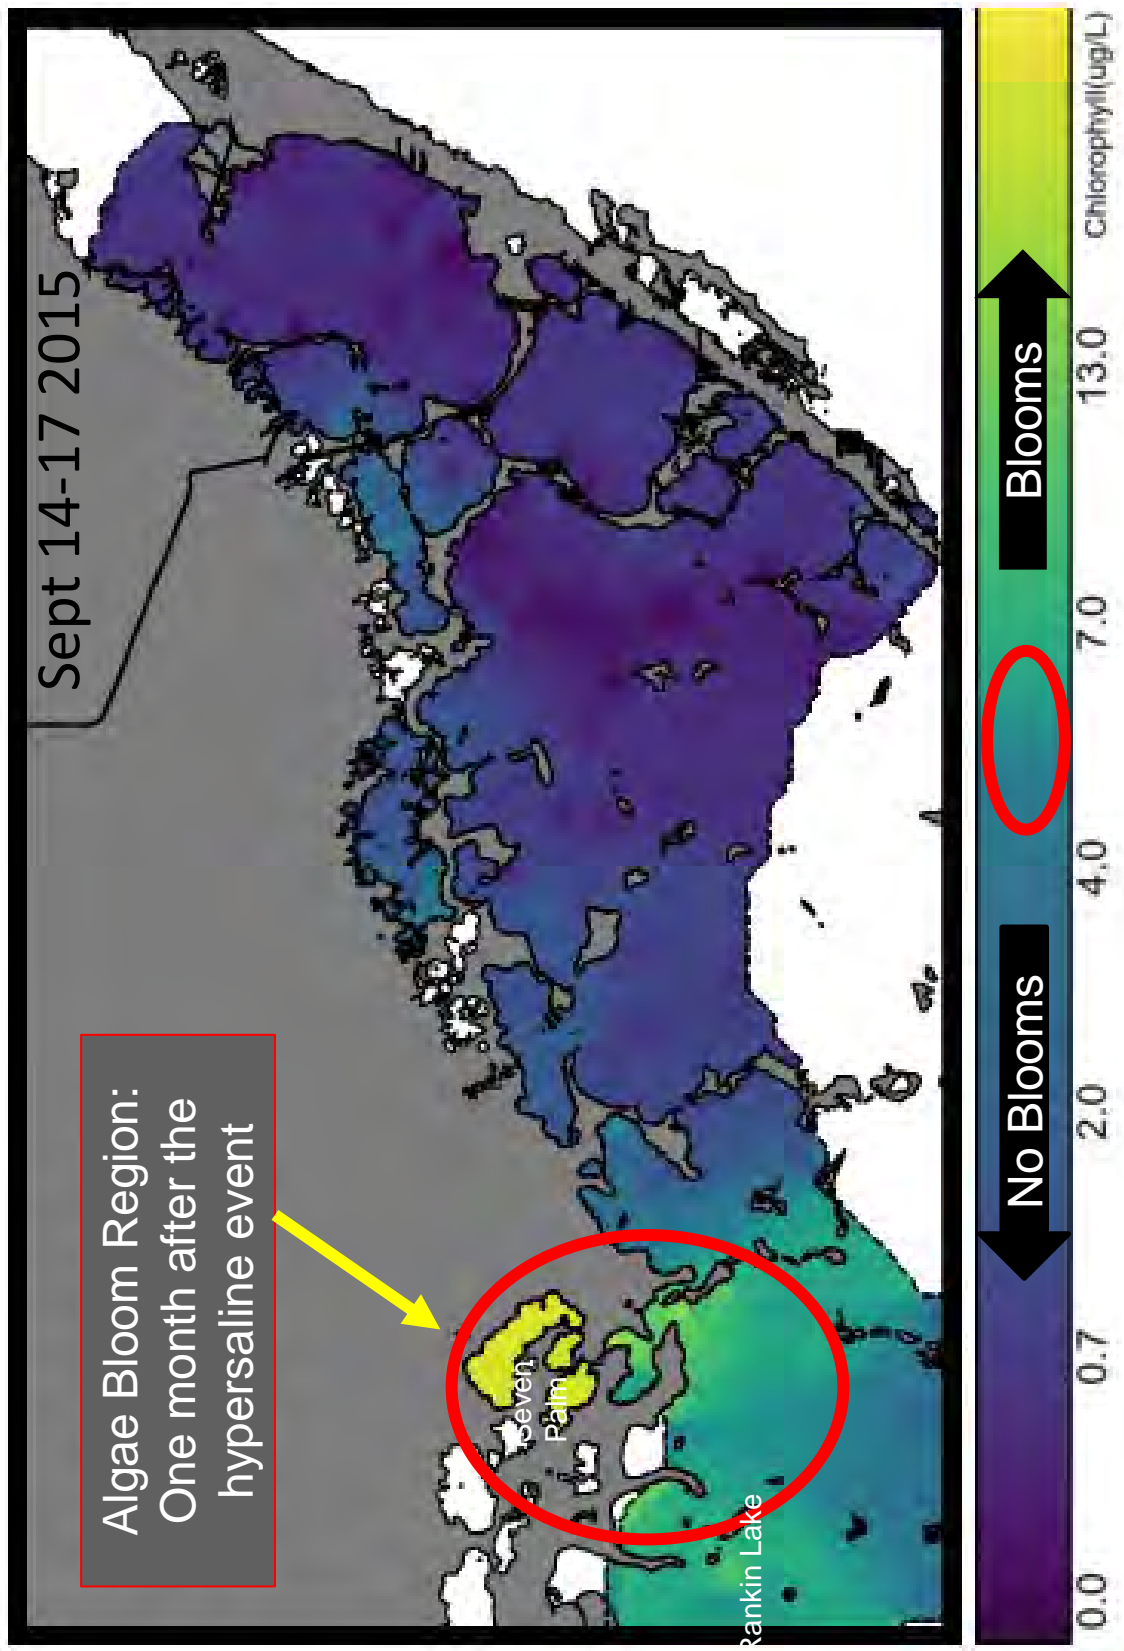 Sept 14-17 2015
Algae Bloom Region:
One month after the
hypersaline event
Seven
Palm
Rankin Lake
No Blooms
Blooms
0.0
0.7
2.0
4.0
7.0
13.0
Chlorophyll(ug/L)